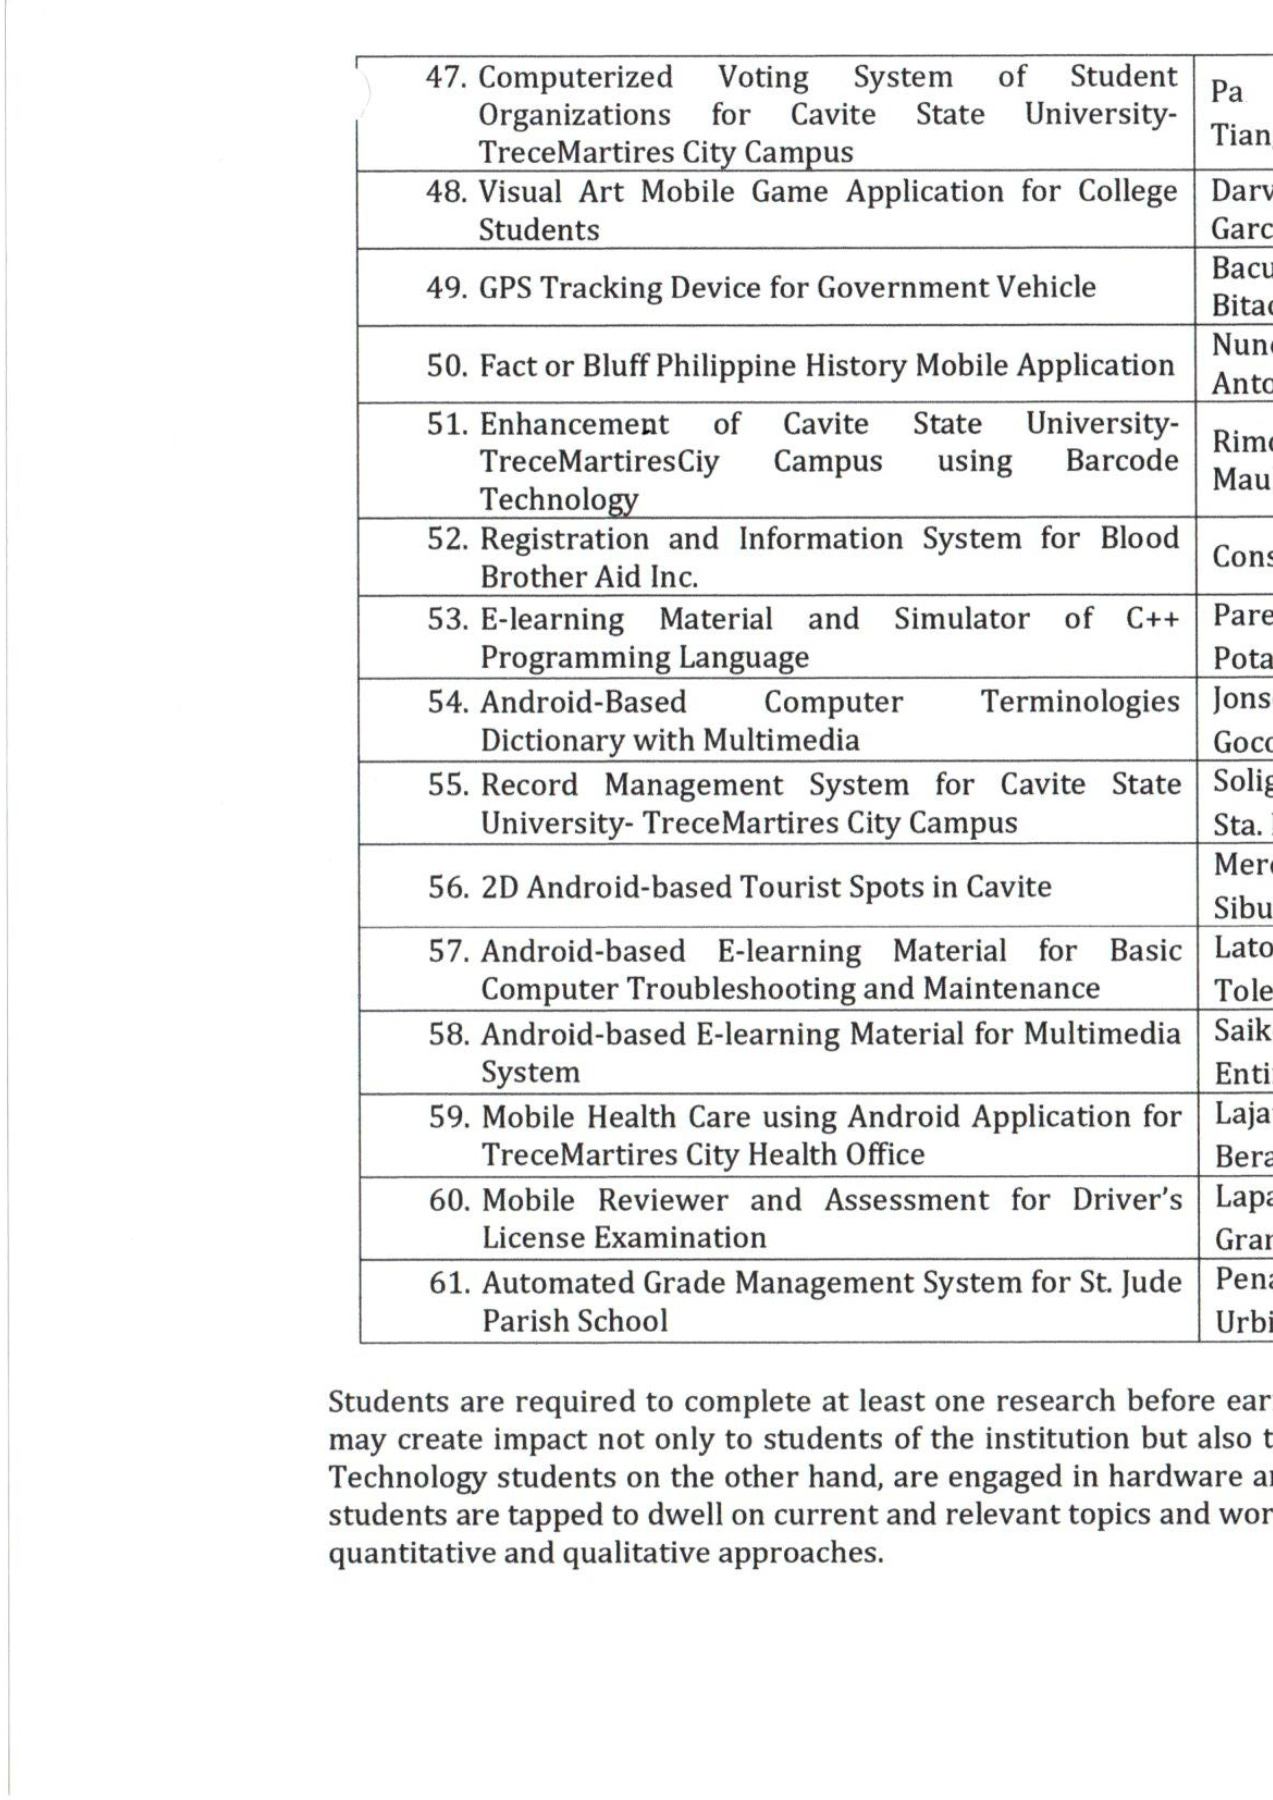 47. Computerized Voting System of Student
Organizations for Cavite State University-
TreceMartires City Campus
Pa
Tian
48. Visual Art Mobile Game Application for College
Students
Darv
Garc
49. GPS Tracking Device for Government Vehicle
Bacu
Bita
50. Fact or Bluff Philippine History Mobile Application
Nun
Anto
51. Enhancement of Cavite State University-
TreceMartiresCiy Campus using Barcode
Technology
Rim
Mau
52. Registration and Information System for Blood
Brother Aid Inc.
Cons
53. E-learning Material and Simulator of C++
Programming Language
Pare
Pota
54. Android-Based Computer Terminologies
Dictionary with Multimedia
Jons
Goc
55. Record Management System for Cavite State
University- TreceMartires City Campus
Solig
Sta.
56. 2D Android-based Tourist Spots in Cavite
Mer
Sibu
57. Android-based E-learning Material for Basic
Computer Troubleshooting and Maintenance
Lato
Tole
58. Android-based E-learning Material for Multimedia
System
Saik
Enti
59. Mobile Health Care using Android Application for
TreceMartires City Health Office
Laja
Bera
60. Mobile Reviewer and Assessment for Driver’s
License Examination
Lapa
Gra
61. Automated Grade Management System for St. Jude
Parish School
Pena
Urbi
Students are required to complete at least one research before ear
may create impact not only to students of the institution but also t
Technology students on the other hand, are engaged in hardware a
students are tapped to dwell on current and relevant topics and wor
quantitative and qualitative approaches.